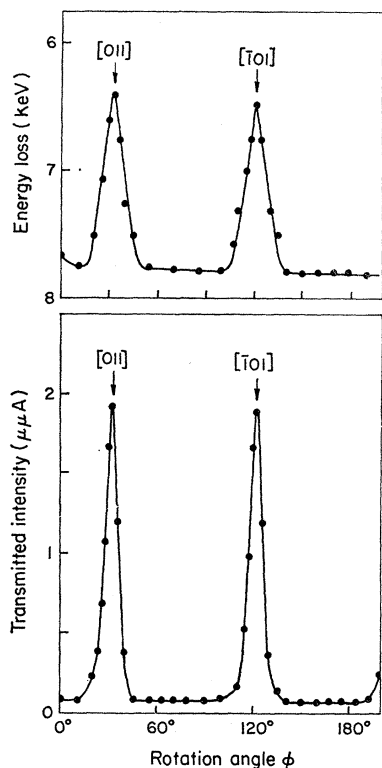 6
[011]
[1̄01]
7
8
Energy loss (keV)
[011]
[1̄01]
2
1
0
Transmitted intensity (μμA)
0° 60° 120° 180°
Rotation angle ϕ